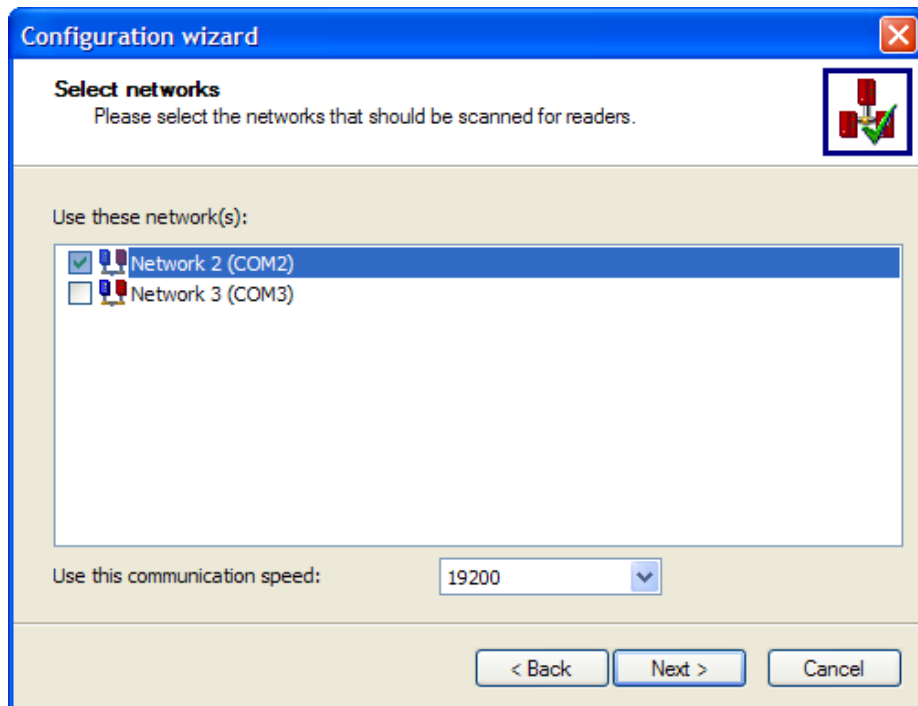 Configuration wizard
Select networks
Please select the networks that should be scanned for readers.
Use these network(s):
Network 2 (COM2)
Network 3 (COM3)
Use this communication speed: 19200
< Back Next > Cancel